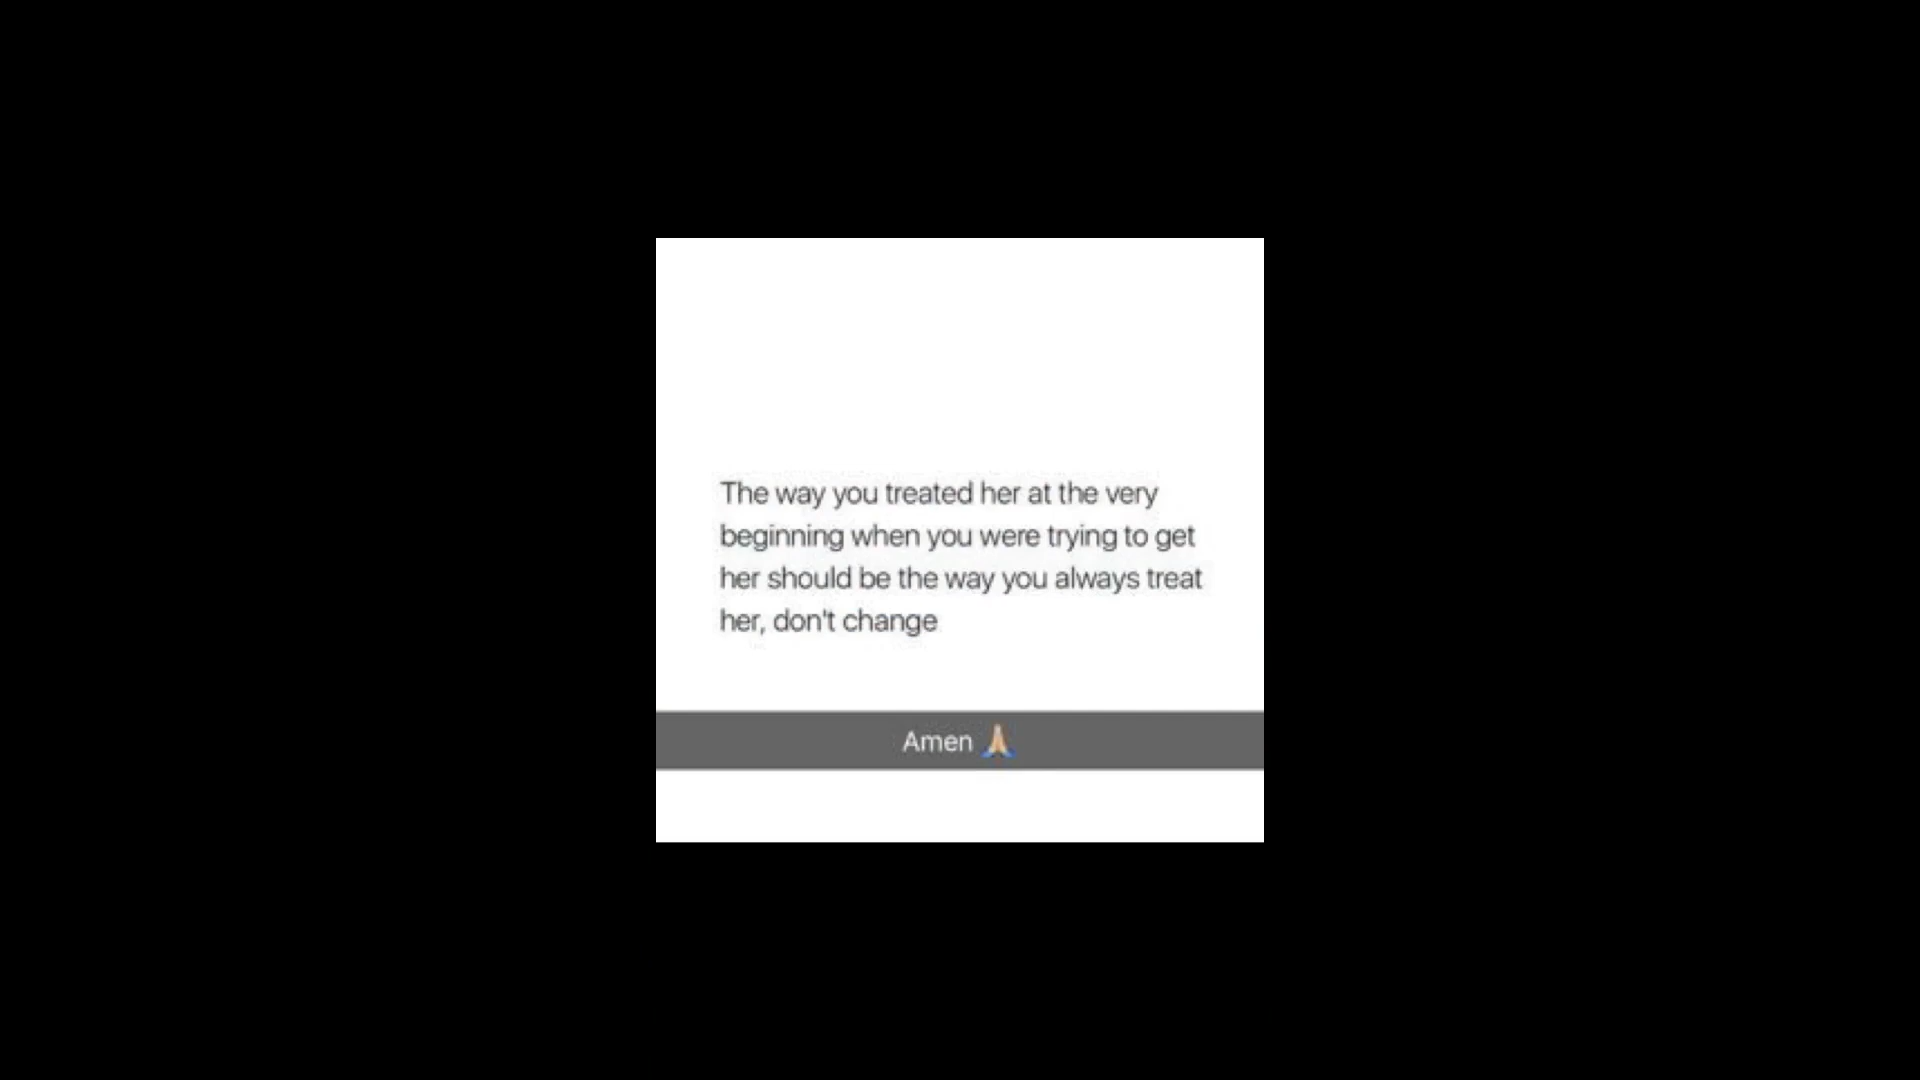 The way you treated her at the very
beginning when you were trying to get
her should be the way you always treat
her, don't change
Amen 🙏🏼